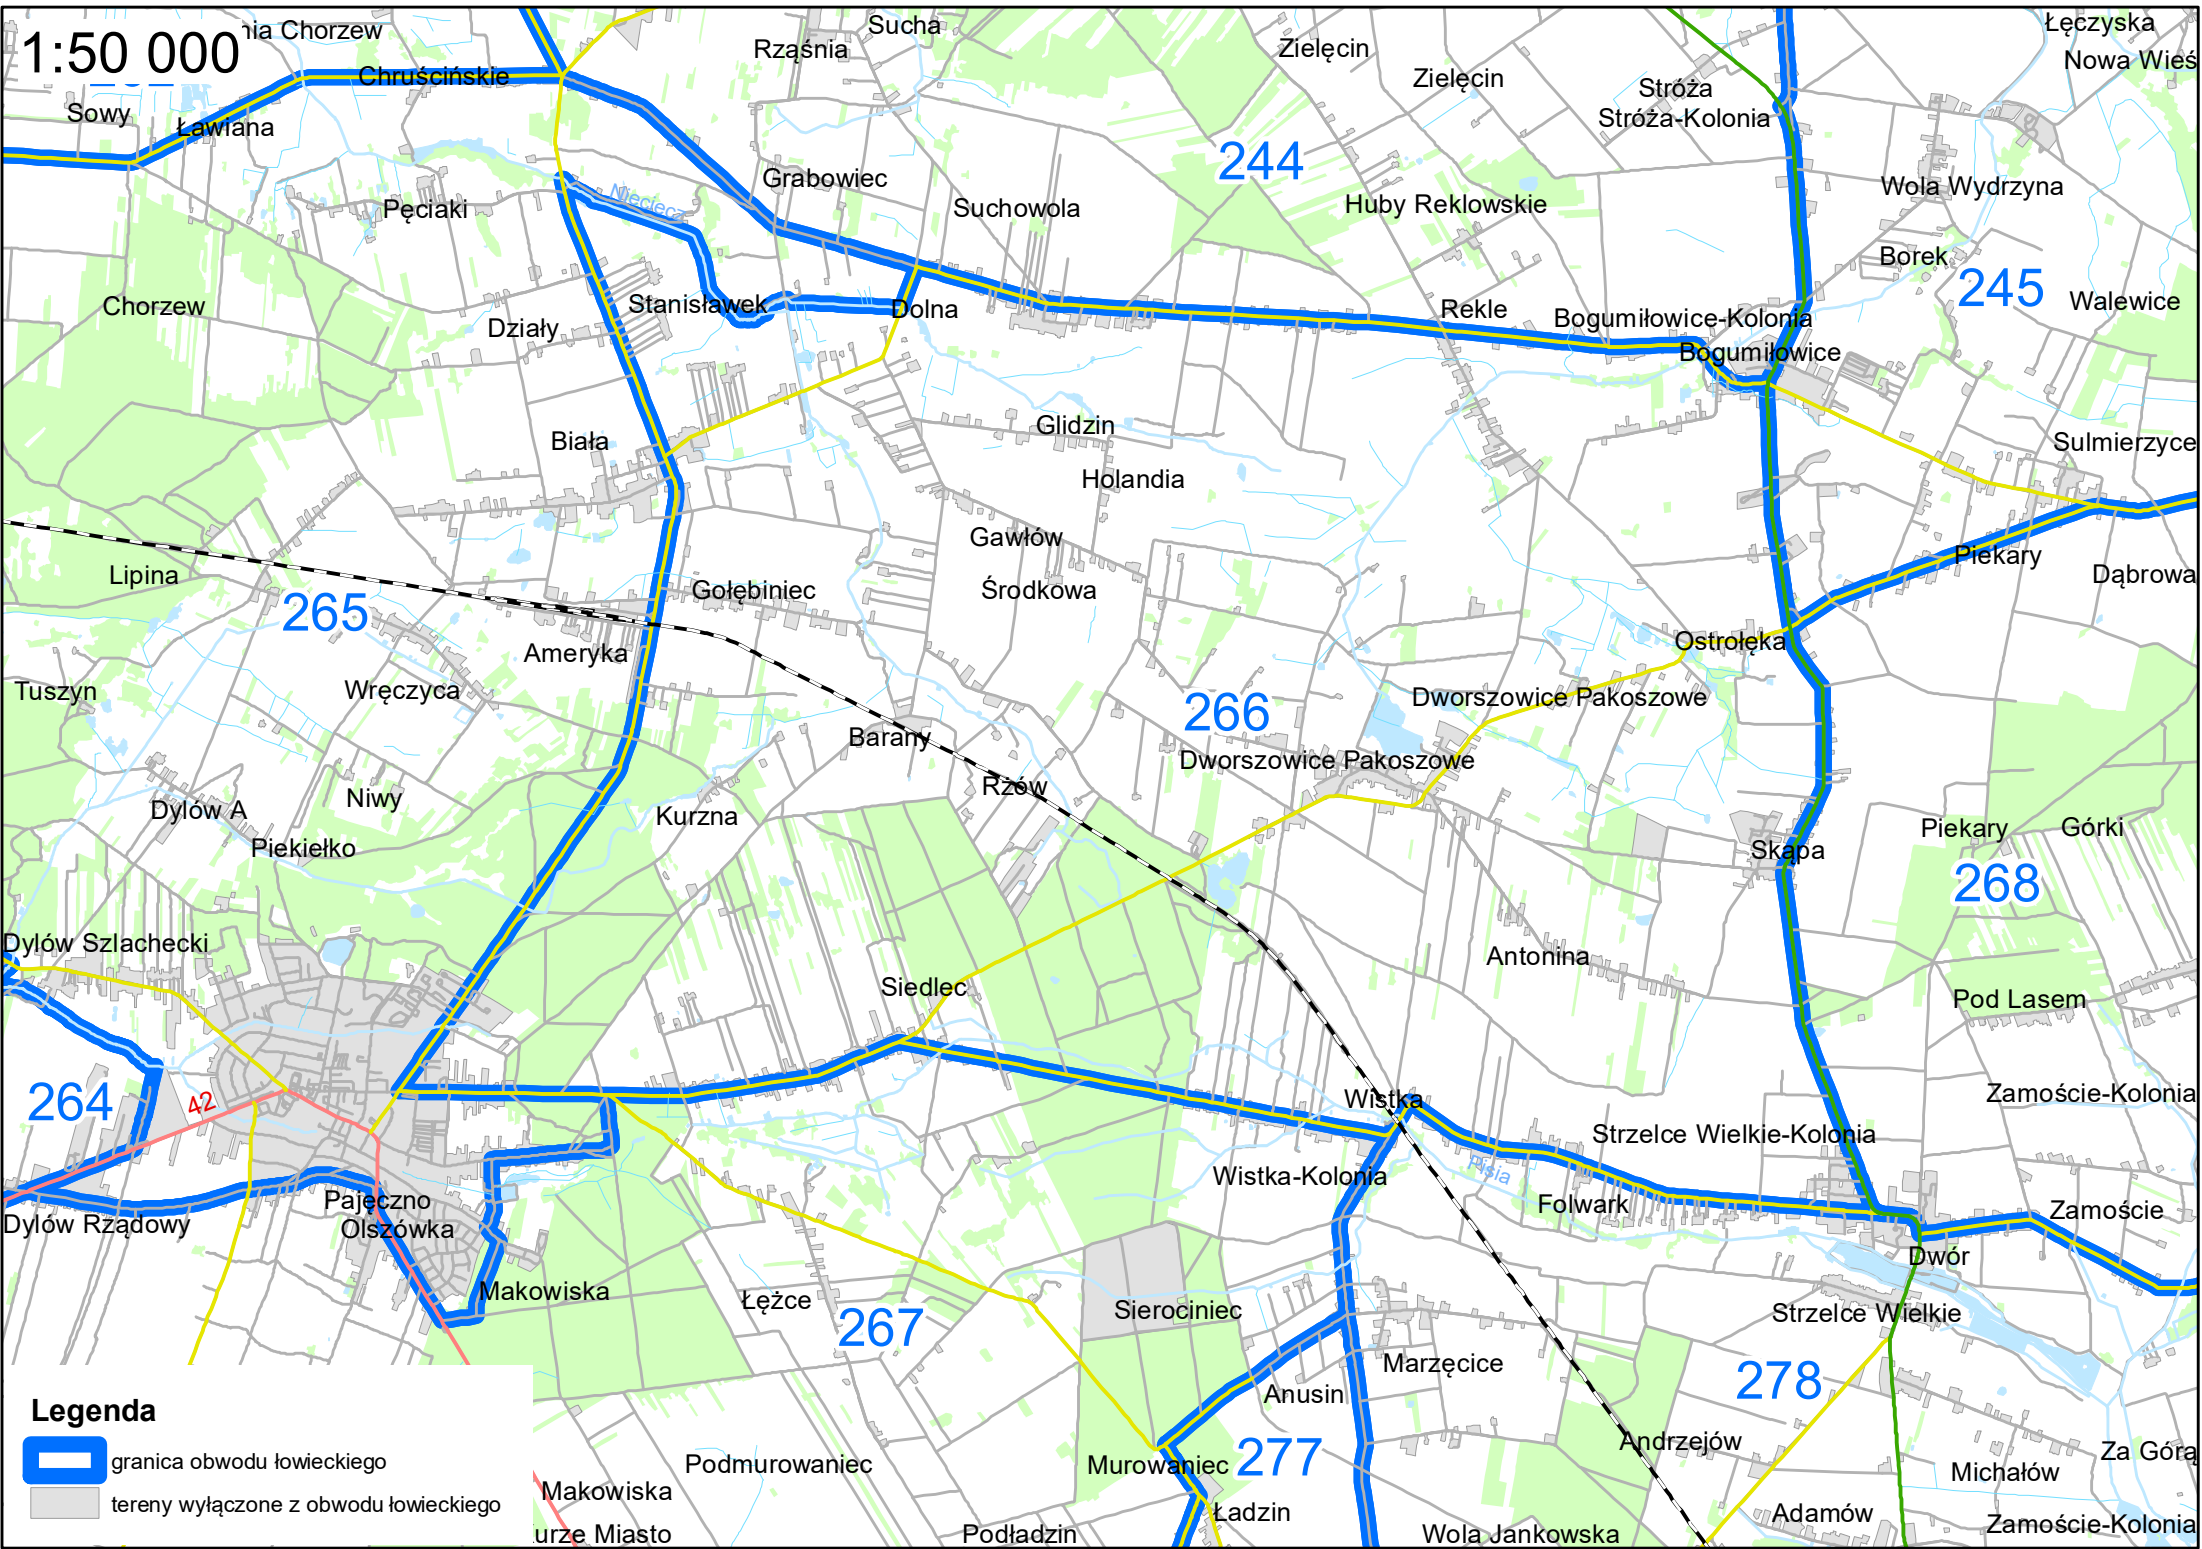 1:50 000
nia Chorzew
Sucha
Łęczyska
Rząśnia
Zielęcin
Nowa Wieś
Chruścińskie
Zielęcin
Stróża
Sowy
Stróża-Kolonia
Ławiana
244
Grabowiec
Wola Wydrzyna
Nieciecz
Pęciaki
Suchowola
Huby Reklowskie
Borek
245
Chorzew
Stanisławek
Dolna
Rekle
Walewice
Działy
Bogumiłowice-Kolonia
Bogumiłowice
Biała
Glidzin
Sulmierzyce
Holandia
Gawłów
Piekary
Lipina
Dąbrowa
Gołębiniec
Środkowa
265
Ameryka
Ostrołęka
Tuszyn
Wręczyca
Dworszowice Pakoszowe
266
Barany
Dworszowice Pakoszowe
Rzów
Niwy
Dylów A
Kurzna
Piekary
Górki
Piekiełko
Skąpa
268
Dylów Szlachecki
Antonina
Siedlec
Pod Lasem
264
42
Wistka
Zamoście-Kolonia
Strzelce Wielkie-Kolonia
Pisia
Wistka-Kolonia
Pajęczno
Folwark
Zamoście
Dylów Rządowy
Olszówka
Dwór
Makowiska
Łężce
Sierociniec
Strzelce Wielkie
267
Marzęcice
278
Anusin
Legenda
Andrzejów
Za Górą
granica obwodu łowieckiego
Podmurowaniec
Murowaniec
277
Michałów
tereny wyłączone z obwodu łowieckiego
Makowiska
Ładzin
Adamów
urze Miasto
Podładzin
Wola Jankowska
Zamoście-Kolonia